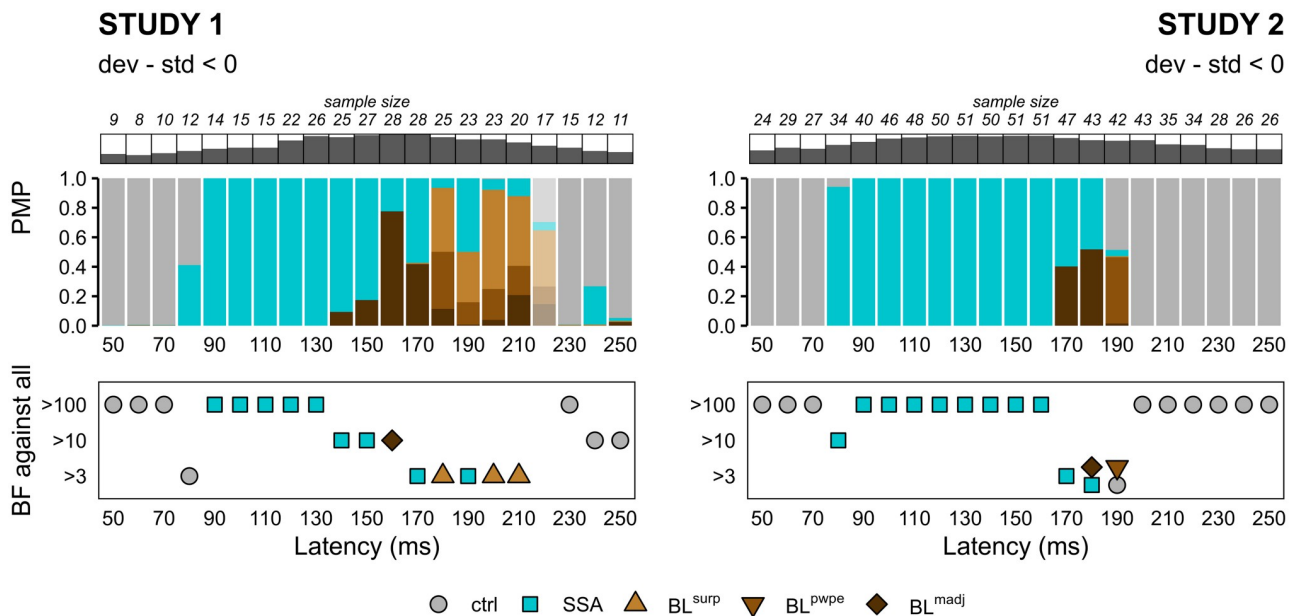 STUDY 1
dev - std < 0
sample size
9 8 10 12 14 15 15 22 26 25 27 28 28 25 23 23 20 17 15 12 11
PMP
1.0
0.8
0.6
0.4
0.2
0.0
50 70 90 110 130 150 170 190 210 230 250
BF against all
>100
>10
>3
50 70 90 110 130 150 170 190 210 230 250
Latency (ms)
STUDY 2
dev - std < 0
sample size
24 29 27 34 40 46 48 50 51 50 51 51 47 43 42 43 35 34 28 26 26
1.0
0.8
0.6
0.4
0.2
0.0
50 70 90 110 130 150 170 190 210 230 250
>100
>10
>3
50 70 90 110 130 150 170 190 210 230 250
Latency (ms)
ctrl SSA BLsurp BLpwpe BLmadj